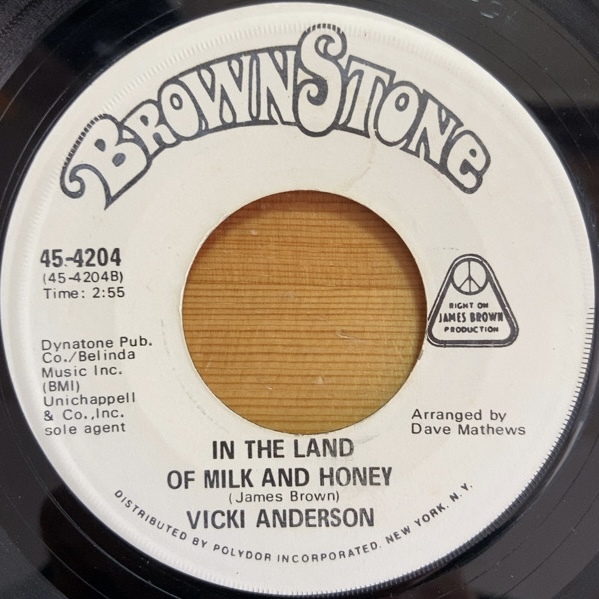 BROWNSTONE
45-4204
(45-4204B)
Time: 2:55
RIGHT ON
JAMES BROWN
PRODUCTION
Dynatone Pub.
Co./Belinda
Music Inc.
(BMI)
Unichappell
& Co.,Inc.
sole agent
Arranged by
Dave Mathews
IN THE LAND
OF MILK AND HONEY
(James Brown)
VICKI ANDERSON
DISTRIBUTED BY POLYDOR INCORPORATED. NEW YORK, N.Y.